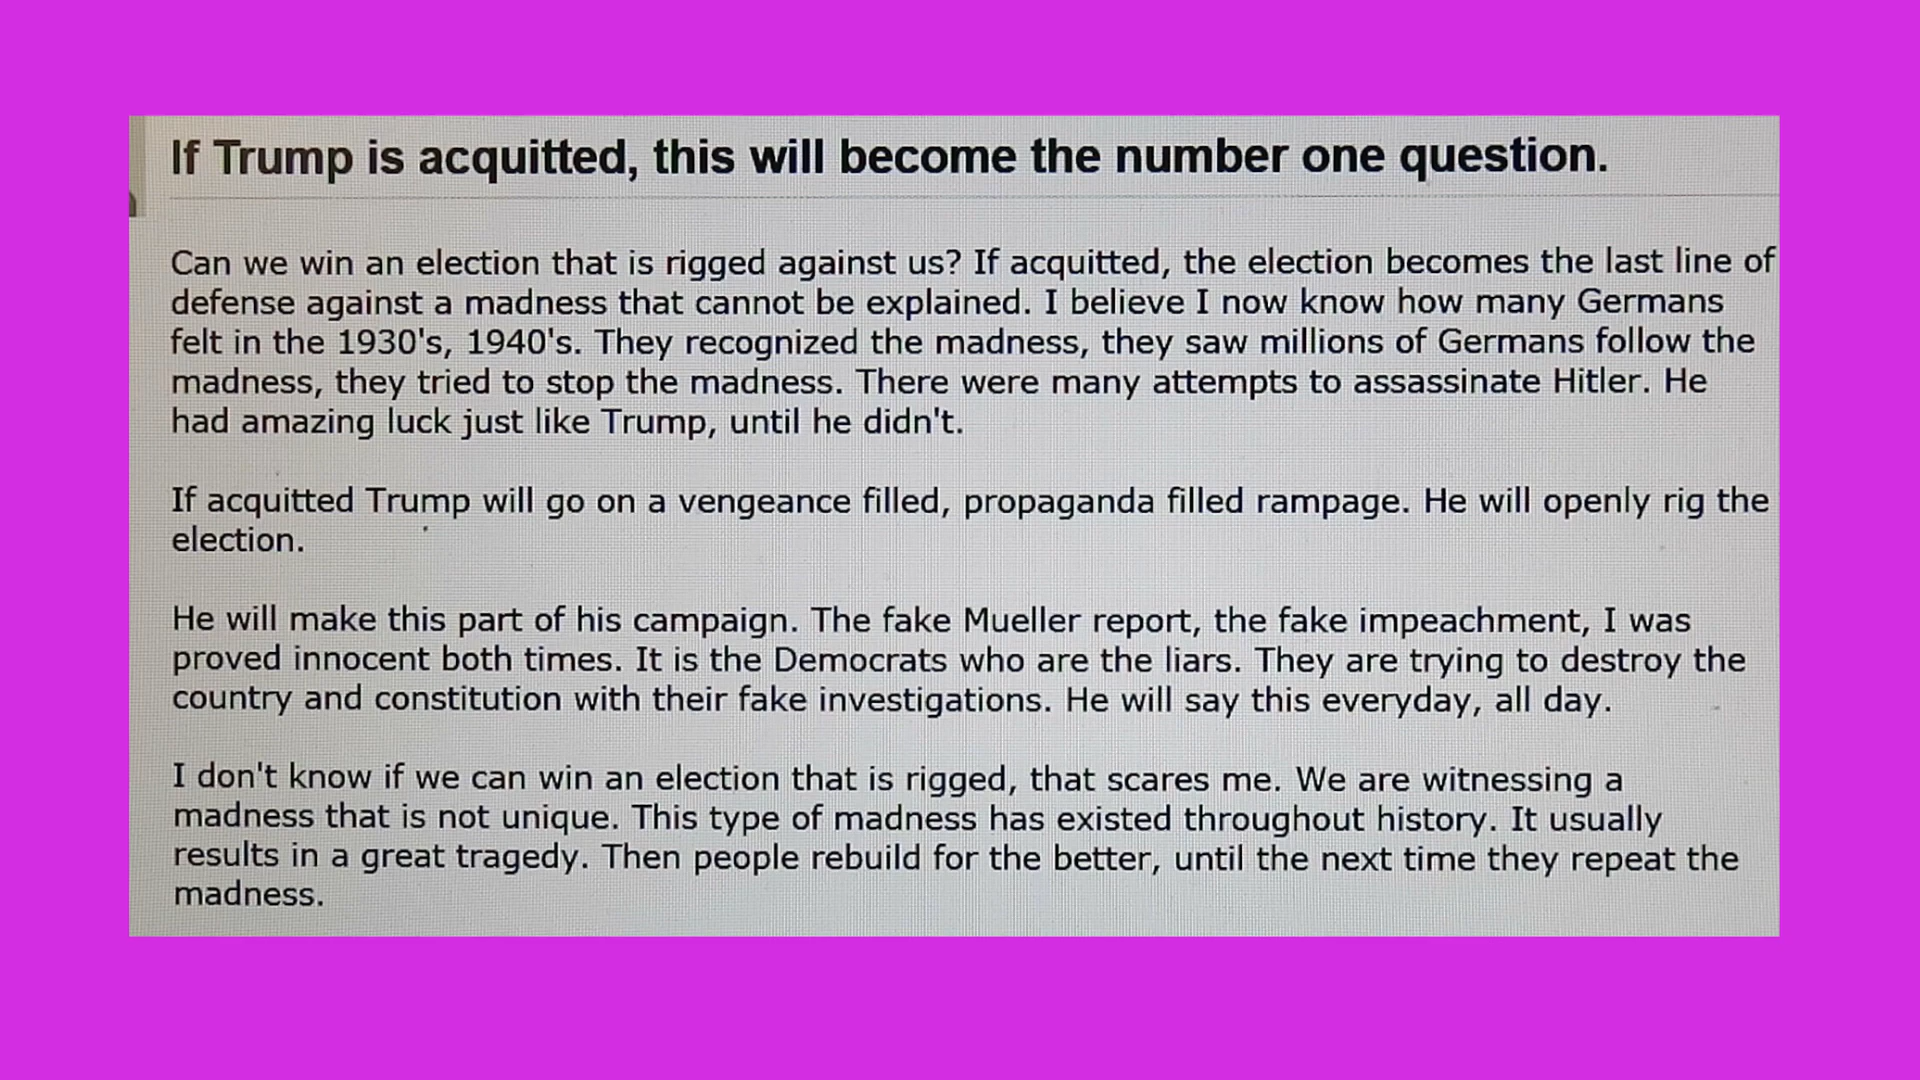 If Trump is acquitted, this will become the number one question.
Can we win an election that is rigged against us? If acquitted, the election becomes the last line of
defense against a madness that cannot be explained. I believe I now know how many Germans
felt in the 1930's, 1940's. They recognized the madness, they saw millions of Germans follow the
madness, they tried to stop the madness. There were many attempts to assassinate Hitler. He
had amazing luck just like Trump, until he didn't.
If acquitted Trump will go on a vengeance filled, propaganda filled rampage. He will openly rig the
election.
He will make this part of his campaign. The fake Mueller report, the fake impeachment, I was
proved innocent both times. It is the Democrats who are the liars. They are trying to destroy the
country and constitution with their fake investigations. He will say this everyday, all day.
I don't know if we can win an election that is rigged, that scares me. We are witnessing a
madness that is not unique. This type of madness has existed throughout history. It usually
results in a great tragedy. Then people rebuild for the better, until the next time they repeat the
madness.